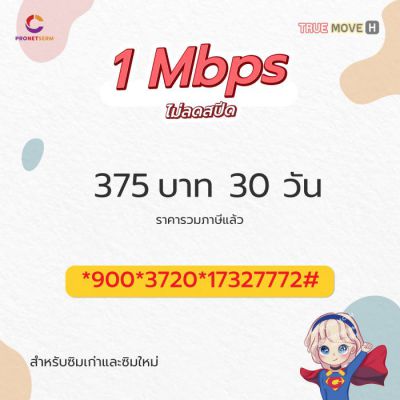 PRONETSERM
TRUE MOVE H
1 Mbps
ไม่ลดสปีด
375 บาท 30 วัน
ราคารวมภาษีแล้ว
*900*3720*17327772#
สำหรับซิมเก่าและซิมใหม่